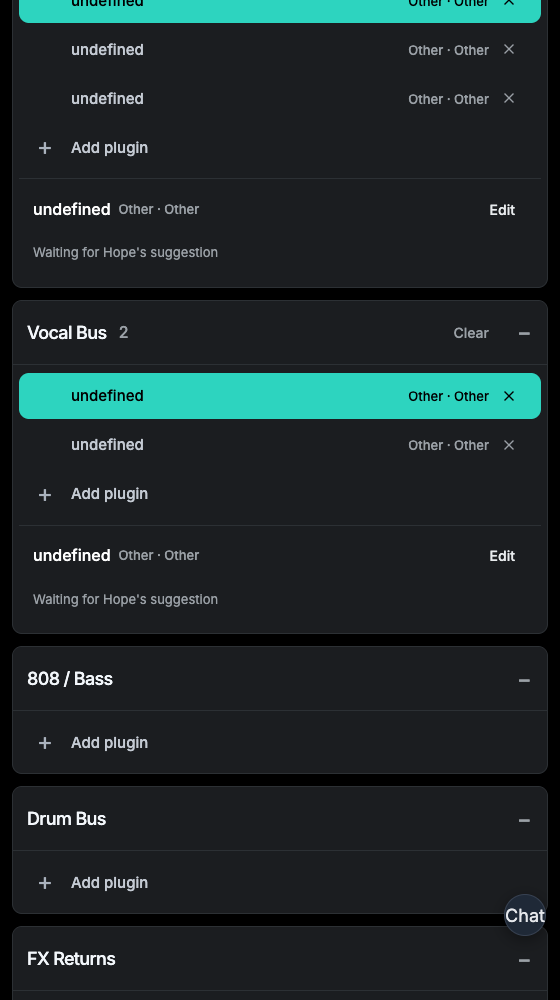 undefined Other · Other ×
undefined Other · Other ×
undefined Other · Other ×
+ Add plugin
undefined Other · Other Edit
Waiting for Hope's suggestion
Vocal Bus 2 Clear −
undefined Other · Other ×
undefined Other · Other ×
+ Add plugin
undefined Other · Other Edit
Waiting for Hope's suggestion
808 / Bass −
+ Add plugin
Drum Bus −
+ Add plugin
Chat
FX Returns −